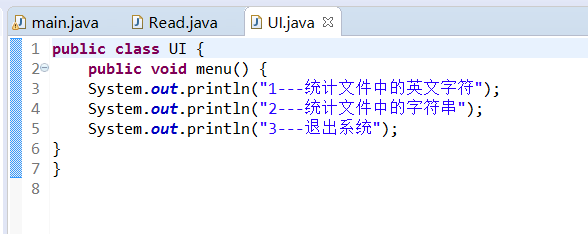 main.java Read.java UI.java
1 public class UI {
2 public void menu() {
3 System.out.println("1---统计文件中的英文字符");
4 System.out.println("2---统计文件中的字符串");
5 System.out.println("3---退出系统");
6 }
7 }
8